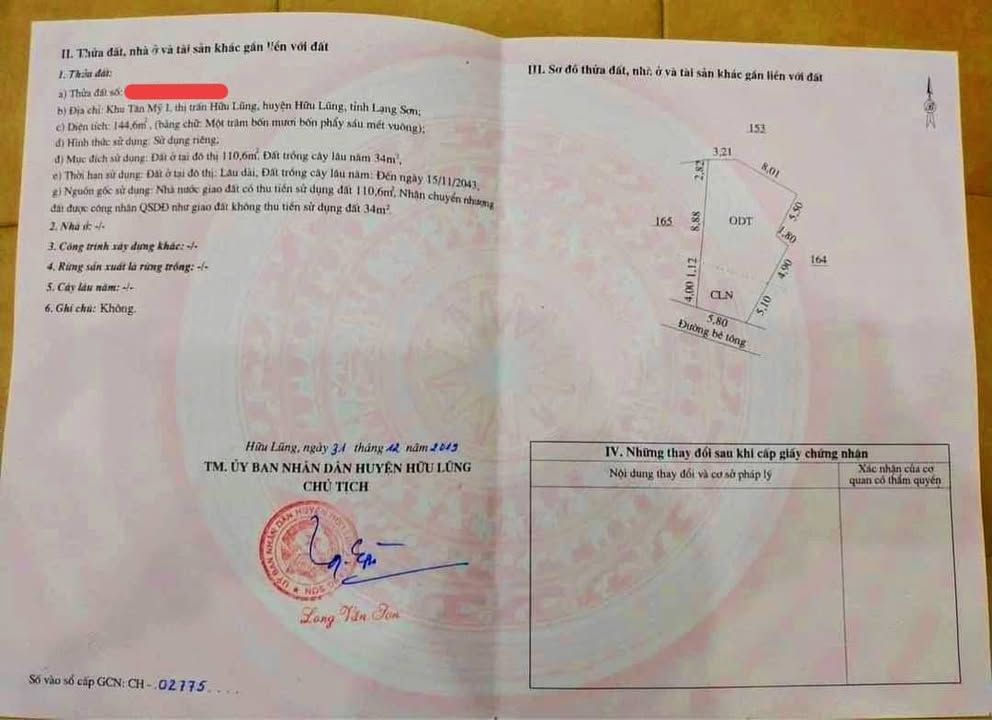 II. Thửa đất, nhà ở và tài sản khác gắn liền với đất
1. Thửa đất:
a) Thửa đất số:
b) Địa chỉ: Khu Tân Mỹ I, thị trấn Hữu Lũng, huyện Hữu Lũng, tỉnh Lạng Sơn;
c) Diện tích: 144,6m², (bằng chữ: Một trăm bốn mươi bốn phẩy sáu mét vuông);
d) Hình thức sử dụng: Sử dụng riêng;
đ) Mục đích sử dụng: Đất ở tại đô thị 110,6m², Đất trồng cây lâu năm 34m²,
e) Thời hạn sử dụng: Đất ở tại đô thị: Lâu dài, Đất trồng cây lâu năm: Đến ngày 15/11/2043,
g) Nguồn gốc sử dụng: Nhà nước giao đất có thu tiền sử dụng đất 110,6m², Nhận chuyển nhượng
đất được công nhận QSDĐ như giao đất không thu tiền sử dụng đất 34m².
2. Nhà ở: -/-
3. Công trình xây dựng khác: -/-
4. Rừng sản xuất là rừng trồng: -/-
5. Cây lâu năm: -/-
6. Ghi chú: Không.
Hữu Lũng, ngày 31 tháng 12 năm 2013
TM. ỦY BAN NHÂN DÂN HUYỆN HỮU LŨNG
CHỦ TỊCH
Long Văn Sơn
Số vào sổ cấp GCN: CH - 02775....
III. Sơ đồ thửa đất, nhà ở và tài sản khác gắn liền với đất
153
3,21
2,82
8,01
5,50
165
8,88
ODT
1,80
164
1,12
4,90
4,00
CLN
5,10
5,80
Đường bê tông
IV. Những thay đổi sau khi cấp giấy chứng nhận
Nội dung thay đổi và cơ sở pháp lý
Xác nhận của cơ
quan có thẩm quyền